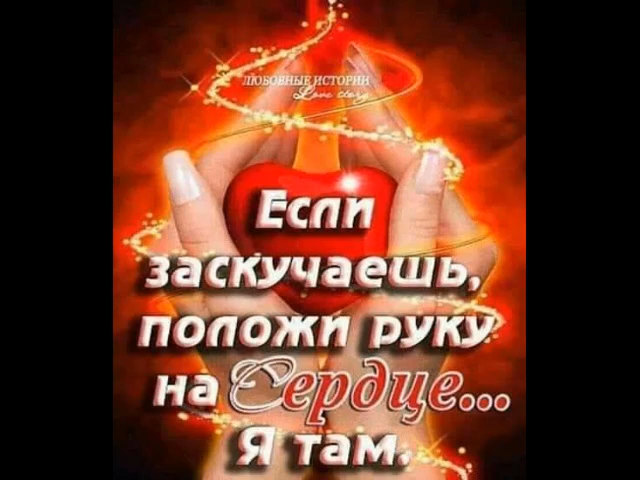 ЛЮБОВНЫЕ ИСТОРИИ
Love story
Если
заскучаешь,
положи руку
на Сердце...
Я там.